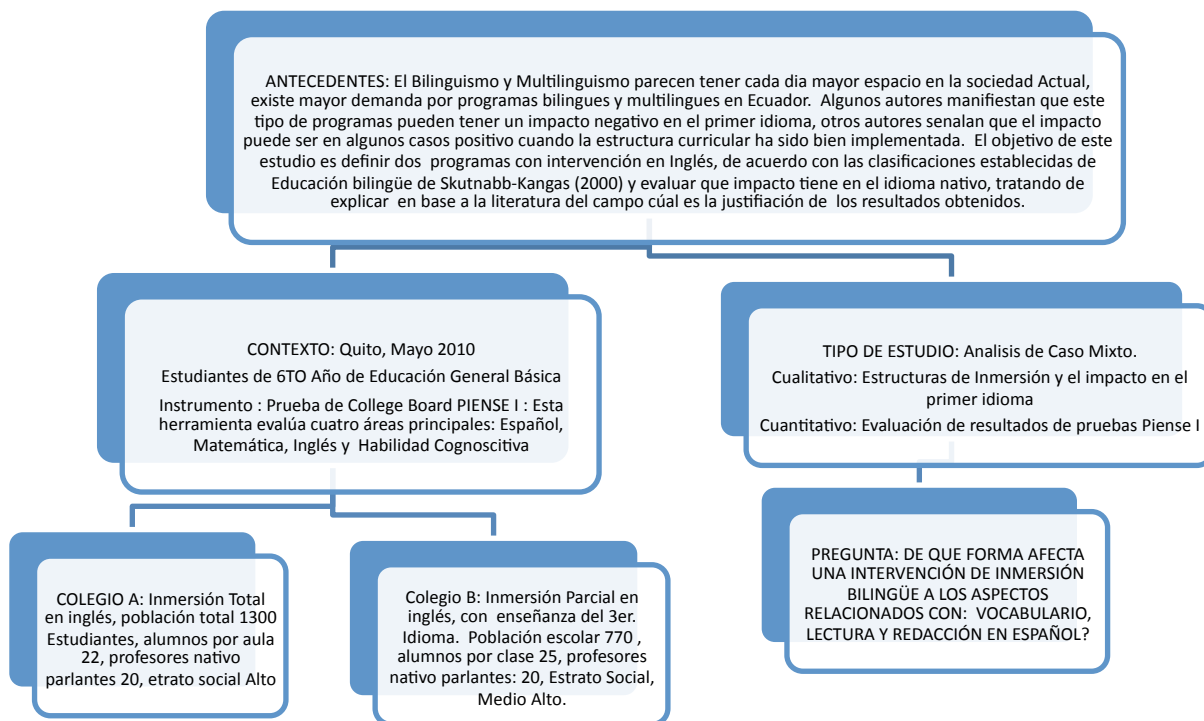 ANTECEDENTES: El Bilinguismo y Multilinguismo parecen tener cada dia mayor espacio en la sociedad Actual,
existe mayor demanda por programas bilingues y multilingues en Ecuador. Algunos autores manifiestan que este
tipo de programas pueden tener un impacto negativo en el primer idioma, otros autores senalan que el impacto
puede ser en algunos casos positivo cuando la estructura curricular ha sido bien implementada. El objetivo de este
estudio es definir dos programas con intervención en Inglés, de acuerdo con las clasificaciones establecidas de
Educación bilingüe de Skutnabb-Kangas (2000) y evaluar que impacto tiene en el idioma nativo, tratando de
explicar en base a la literatura del campo cúal es la justifiación de los resultados obtenidos.
CONTEXTO: Quito, Mayo 2010
Estudiantes de 6TO Año de Educación General Básica
Instrumento : Prueba de College Board PIENSE I : Esta
herramienta evalúa cuatro áreas principales: Español,
Matemática, Inglés y Habilidad Cognoscitiva
TIPO DE ESTUDIO: Analisis de Caso Mixto.
Cualitativo: Estructuras de Inmersión y el impacto en el
primer idioma
Cuantitativo: Evaluación de resultados de pruebas Piense I
COLEGIO A: Inmersión Total
en inglés, población total 1300
Estudiantes, alumnos por aula
22, profesores nativo
parlantes 20, etrato social Alto
Colegio B: Inmersión Parcial en
inglés, con enseñanza del 3er.
Idioma. Población escolar 770 ,
alumnos por clase 25, profesores
nativo parlantes: 20, Estrato Social,
Medio Alto.
PREGUNTA: DE QUE FORMA AFECTA
UNA INTERVENCIÓN DE INMERSIÓN
BILINGÜE A LOS ASPECTOS
RELACIONADOS CON: VOCABULARIO,
LECTURA Y REDACCIÓN EN ESPAÑOL?